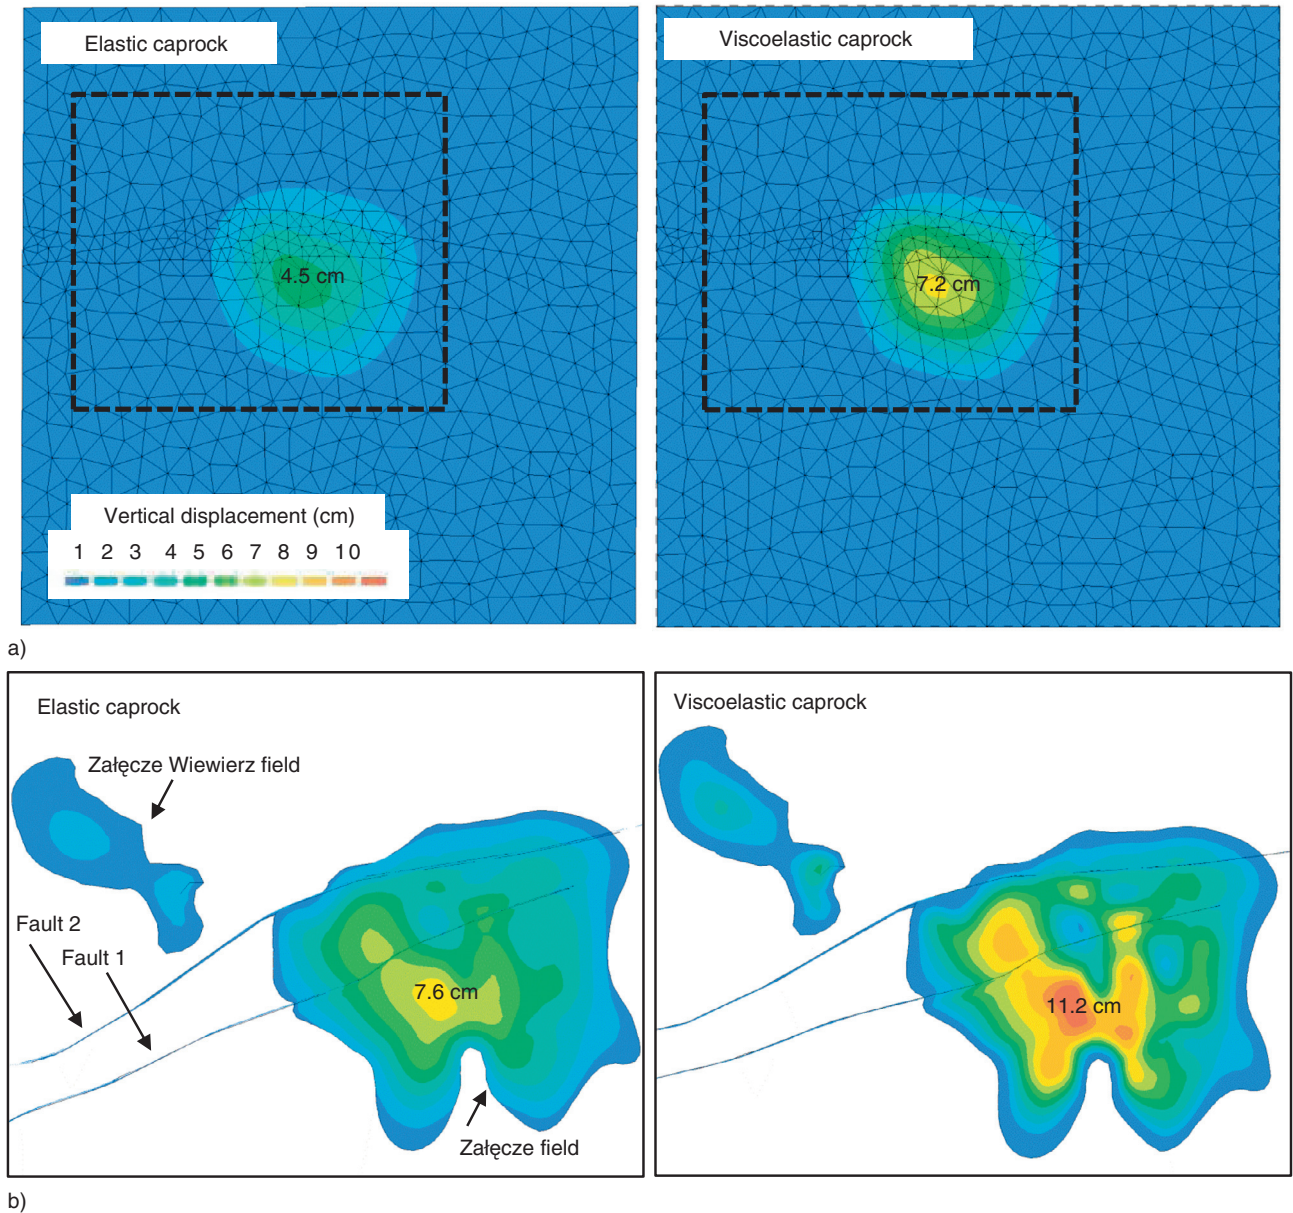 Elastic caprock
Viscoelastic caprock
4.5 cm
7.2 cm
Vertical displacement (cm)
1 2 3 4 5 6 7 8 9 10
a)
Elastic caprock
Viscoelastic caprock
Załęcze Wiewierz field
Fault 2
Fault 1
7.6 cm
11.2 cm
Załęcze field
b)